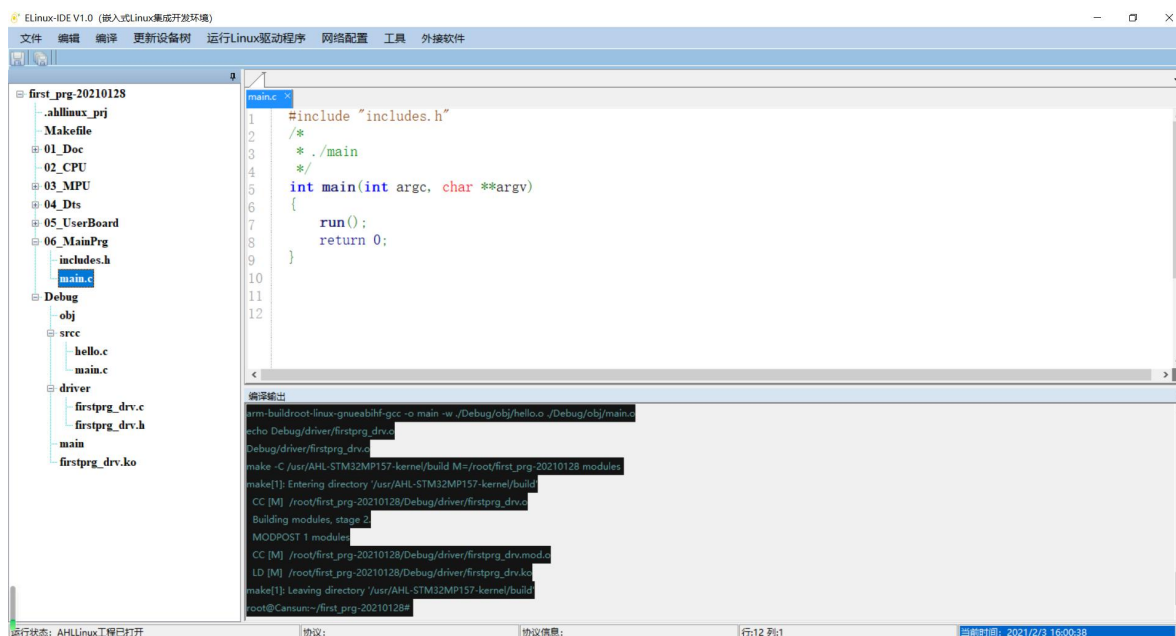 ELinux-IDE V1.0 (嵌入式Linux集成开发环境)
文件 编辑 编译 更新设备树 运行Linux驱动程序 网络配置 工具 外接软件
first_prg-20210128
.ahllinux_prj
Makefile
01_Doc
02_CPU
03_MPU
04_Dts
05_UserBoard
06_MainPrg
includes.h
main.c
Debug
obj
srcc
hello.c
main.c
driver
firstprg_drv.c
firstprg_drv.h
main
firstprg_drv.ko
main.c ×
1 #include "includes.h"
2 /*
3 * ./main
4 */
5 int main(int argc, char **argv)
6 {
7 run();
8 return 0;
9 }
10
11
12
编译输出
arm-buildroot-linux-gnueabihf-gcc -o main -w ./Debug/obj/hello.o ./Debug/obj/main.o
echo Debug/driver/firstprg_drv.o
Debug/driver/firstprg_drv.o
make -C /usr/AHL-STM32MP157-kernel/build M=/root/first_prg-20210128 modules
make[1]: Entering directory '/usr/AHL-STM32MP157-kernel/build'
CC [M] /root/first_prg-20210128/Debug/driver/firstprg_drv.o
Building modules, stage 2.
MODPOST 1 modules
CC [M] /root/first_prg-20210128/Debug/driver/firstprg_drv.mod.o
LD [M] /root/first_prg-20210128/Debug/driver/firstprg_drv.ko
make[1]: Leaving directory '/usr/AHL-STM32MP157-kernel/build'
root@Cansun:~/first_prg-20210128#
运行状态: AHLLinux工程已打开 协议: 协议信息: 行:12 列:1 当前时间: 2021/2/3 16:00:38